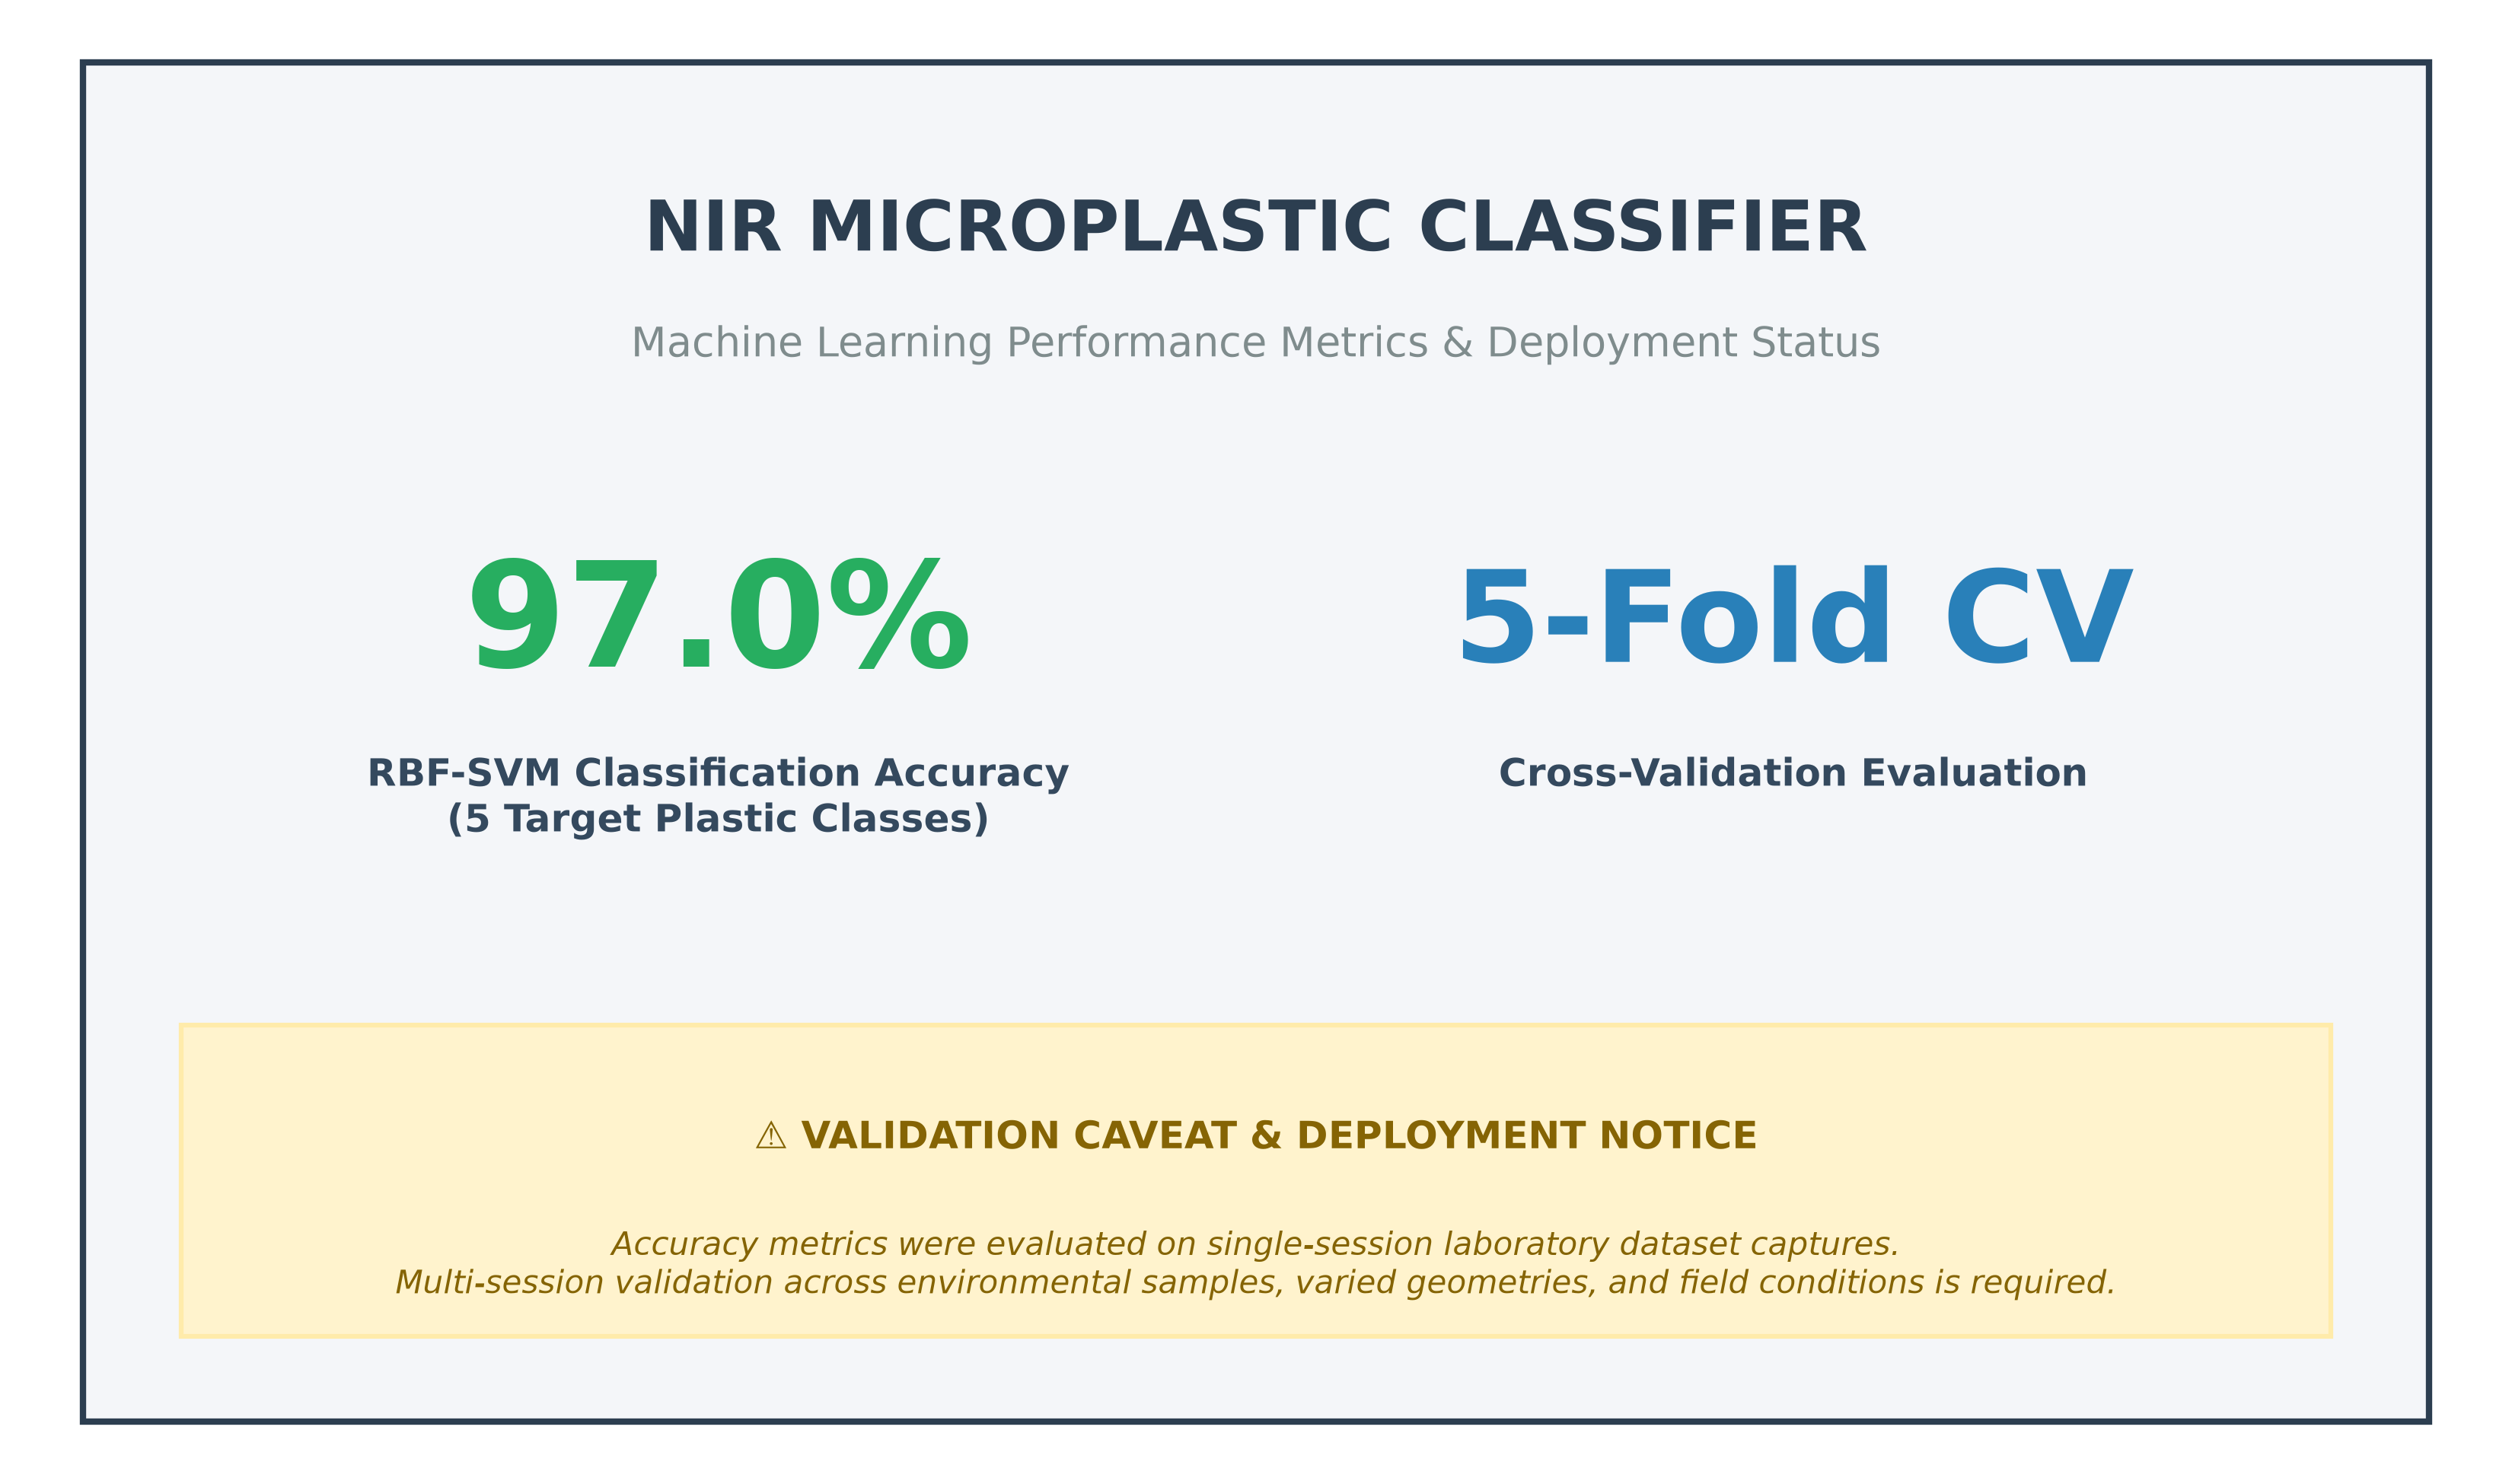 NIR MICROPLASTIC CLASSIFIER
Machine Learning Performance Metrics & Deployment Status
97.0%
RBF-SVM Classification Accuracy
(5 Target Plastic Classes)
5-Fold CV
Cross-Validation Evaluation
⚠ VALIDATION CAVEAT & DEPLOYMENT NOTICE
Accuracy metrics were evaluated on single-session laboratory dataset captures.
Multi-session validation across environmental samples, varied geometries, and field conditions is required.